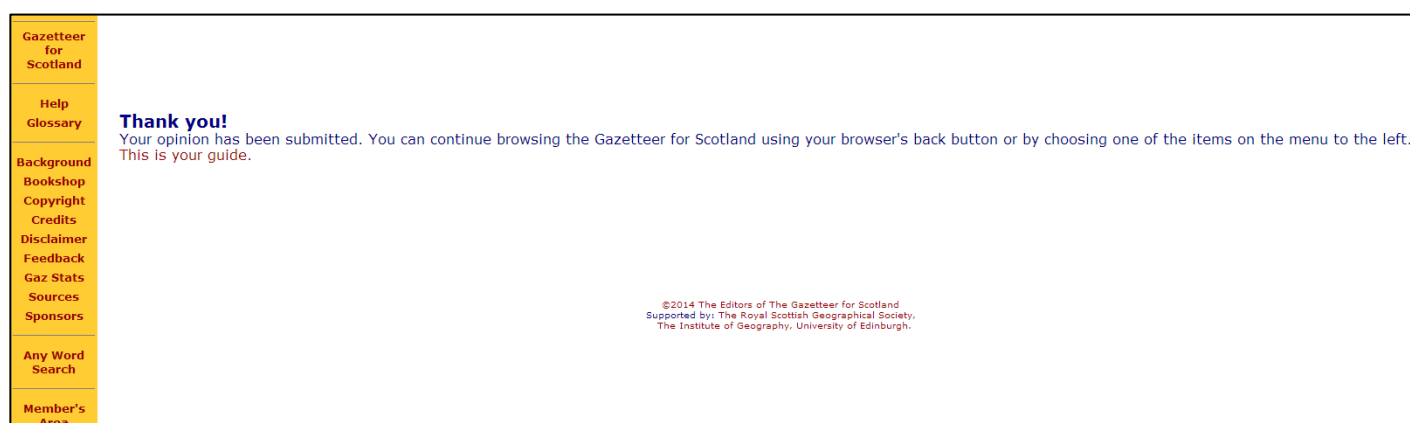 Gazetteer
for
Scotland
Help
Glossary
Background
Bookshop
Copyright
Credits
Disclaimer
Feedback
Gaz Stats
Sources
Sponsors
Any Word
Search
Member's
Area
Thank you!
Your opinion has been submitted. You can continue browsing the Gazetteer for Scotland using your browser's back button or by choosing one of the items on the menu to the left.
This is your guide.
©2014 The Editors of The Gazetteer for Scotland
Supported by: The Royal Scottish Geographical Society,
The Institute of Geography, University of Edinburgh.